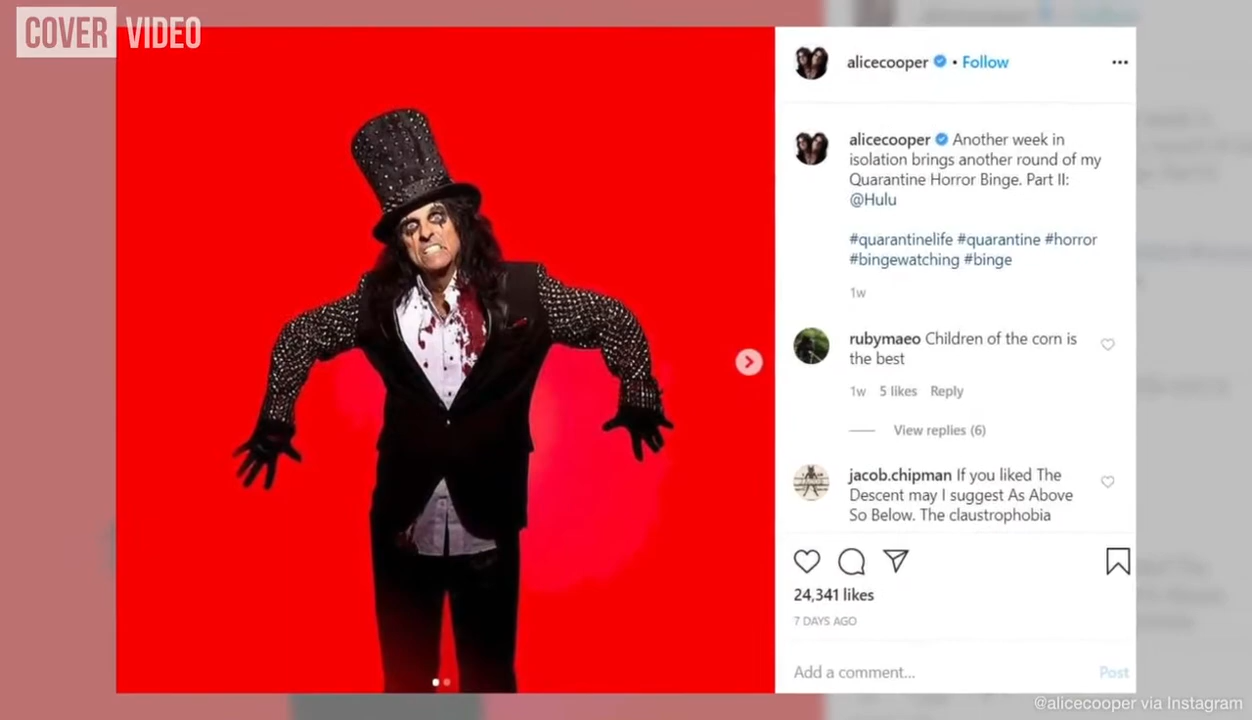 COVER VIDEO
alicecooper • Follow
alicecooper Another week in
isolation brings another round of my
Quarantine Horror Binge. Part II:
@Hulu
#quarantinelife #quarantine #horror
#bingewatching #binge
1w
rubymaeo Children of the corn is
the best
1w 5 likes Reply
View replies (6)
jacob.chipman If you liked The
Descent may I suggest As Above
So Below. The claustrophobia
24,341 likes
7 DAYS AGO
Add a comment... Post
@alicecooper via Instagram